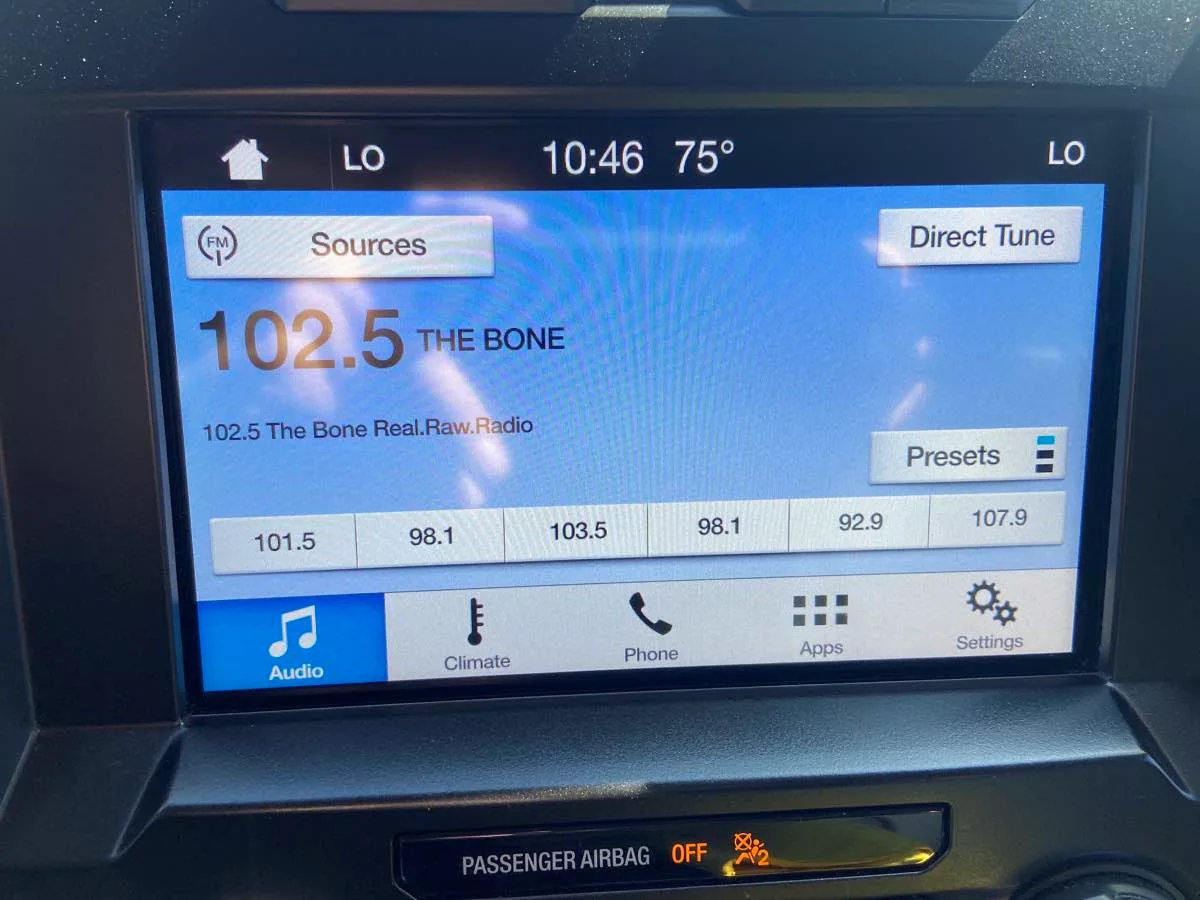 LO 10:46 75° LO
FM Sources Direct Tune
102.5 THE BONE
102.5 The Bone Real.Raw.Radio
Presets
101.5 98.1 103.5 98.1 92.9 107.9
Audio Climate Phone Apps Settings
PASSENGER AIRBAG OFF 2